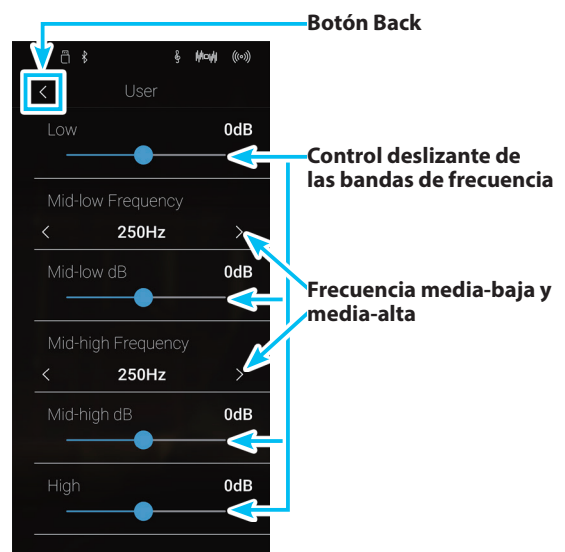 Botón Back
User
Low 0dB
Control deslizante de
las bandas de frecuencia
Mid-low Frequency
< 250Hz >
Mid-low dB 0dB
Frecuencia media-baja y
media-alta
Mid-high Frequency
< 250Hz >
Mid-high dB 0dB
High 0dB